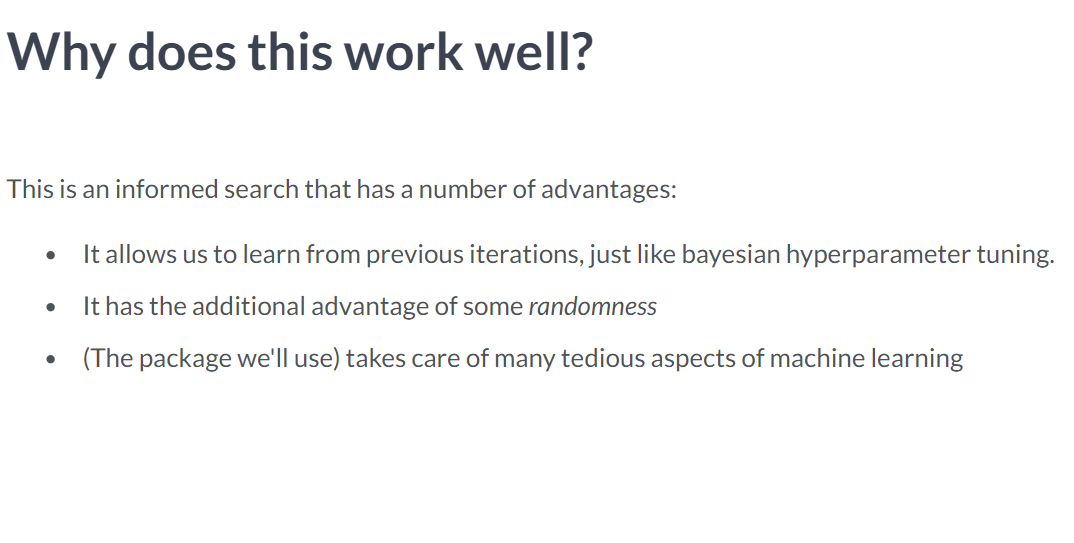 Why does this work well?
This is an informed search that has a number of advantages:
• It allows us to learn from previous iterations, just like bayesian hyperparameter tuning.
• It has the additional advantage of some randomness
• (The package we'll use) takes care of many tedious aspects of machine learning